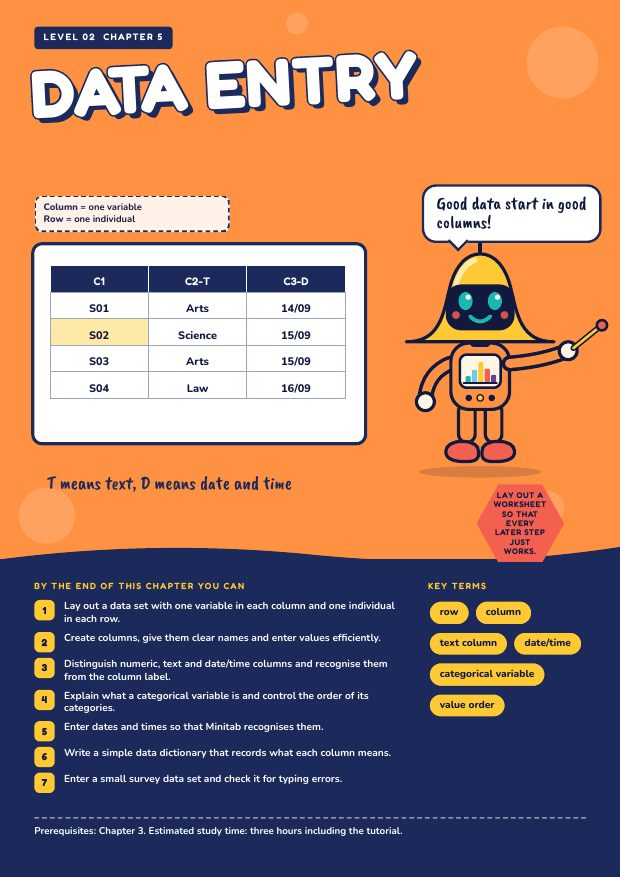 LEVEL 02 CHAPTER 5
DATA ENTRY
Column = one variable
Row = one individual
Good data start in good
columns!
C1 C2-T C3-D
S01 Arts 14/09
S02 Science 15/09
S03 Arts 15/09
S04 Law 16/09
T means text, D means date and time
LAY OUT A
WORKSHEET
SO THAT
EVERY
LATER STEP
JUST
WORKS.
BY THE END OF THIS CHAPTER YOU CAN
1 Lay out a data set with one variable in each column and one individual
in each row.
2 Create columns, give them clear names and enter values efficiently.
3 Distinguish numeric, text and date/time columns and recognise them
from the column label.
4 Explain what a categorical variable is and control the order of its
categories.
5 Enter dates and times so that Minitab recognises them.
6 Write a simple data dictionary that records what each column means.
7 Enter a small survey data set and check it for typing errors.
KEY TERMS
row column
text column date/time
categorical variable
value order
Prerequisites: Chapter 3. Estimated study time: three hours including the tutorial.